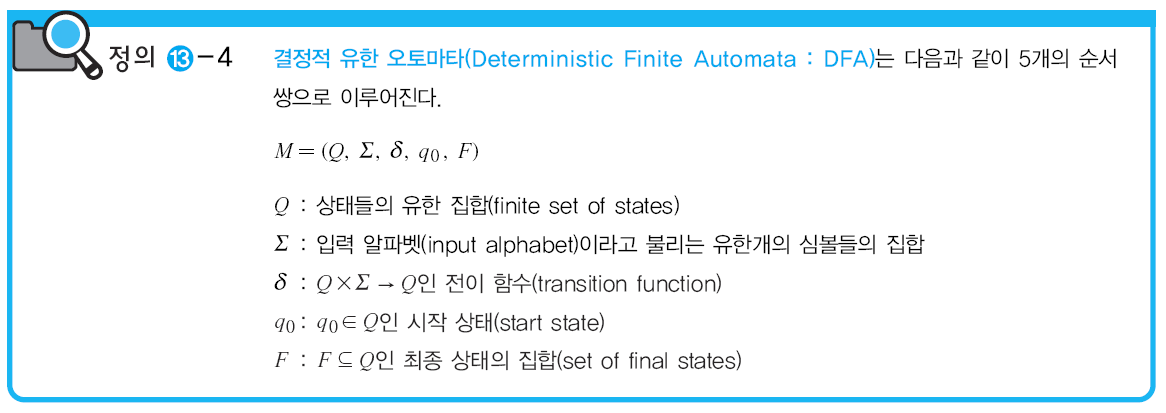 정의 13-4 결정적 유한 오토마타(Deterministic Finite Automata : DFA)는 다음과 같이 5개의 순서
쌍으로 이루어진다.
M = (Q, Σ, δ, q₀, F)
Q : 상태들의 유한 집합(finite set of states)
Σ : 입력 알파벳(input alphabet)이라고 불리는 유한개의 심볼들의 집합
δ : Q×Σ → Q인 전이 함수(transition function)
q₀ : q₀ ∈ Q인 시작 상태(start state)
F : F ⊆ Q인 최종 상태의 집합(set of final states)